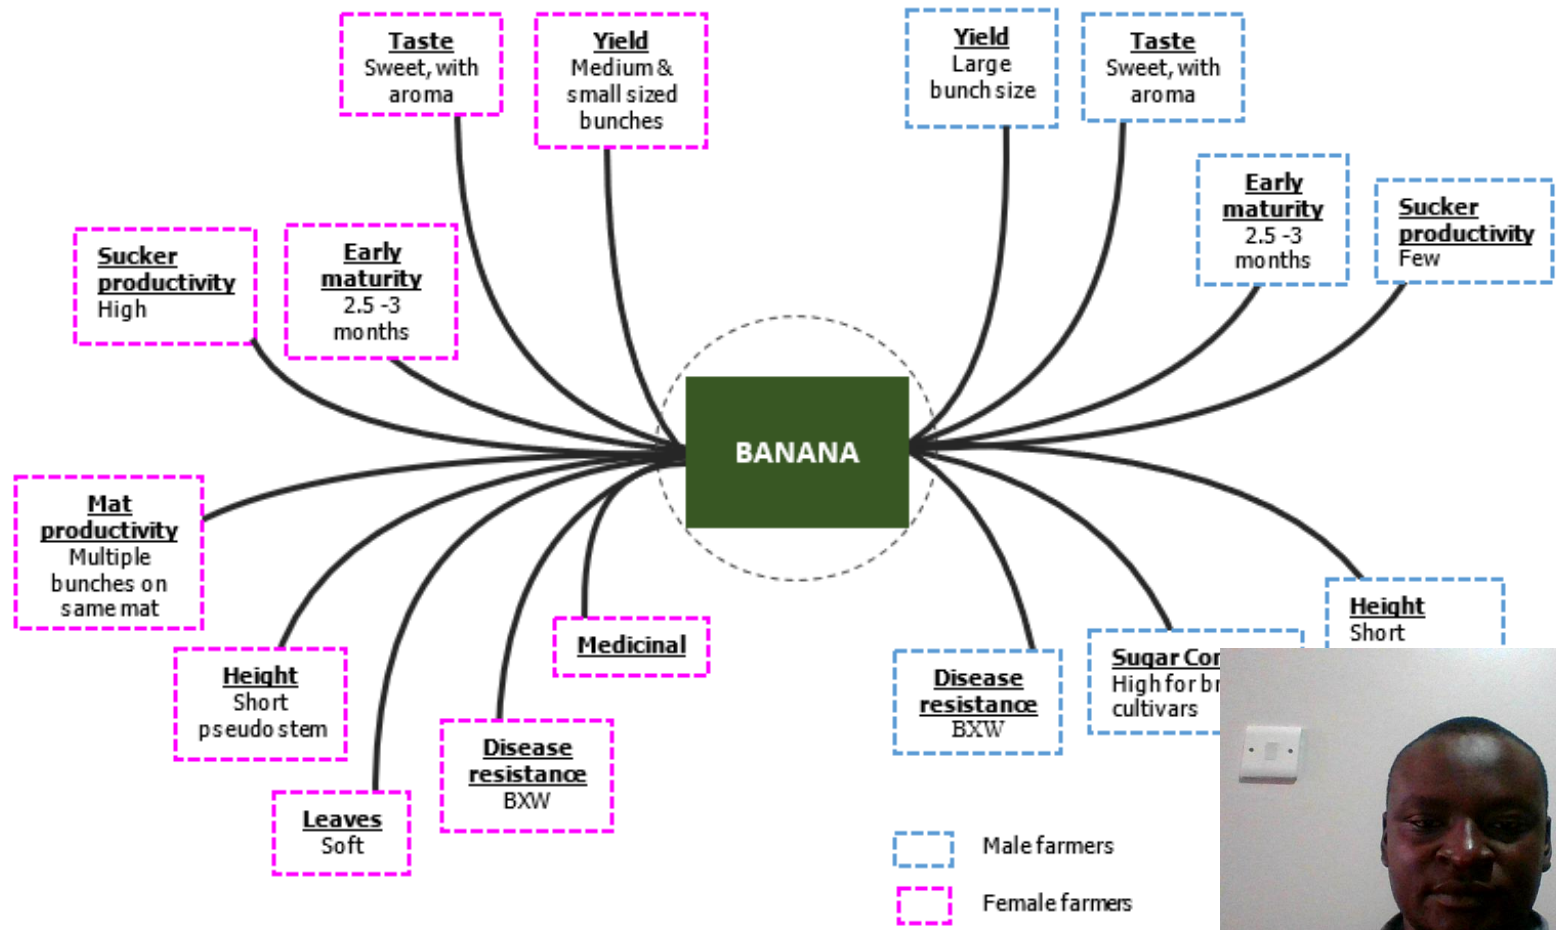 Taste
Sweet, with
aroma
Yield
Medium &
small sized
bunches
Yield
Large
bunch size
Taste
Sweet, with
aroma
Early
maturity
2.5 -3
months
Sucker
productivity
Few
Sucker
productivity
High
Early
maturity
2.5 -3
months
BANANA
Mat
productivity
Multiple
bunches on
same mat
Height
Short
pseudo stem
Leaves
Soft
Disease
resistance
BXW
Medicinal
Disease
resistance
BXW
Sugar
High for
cultivars
Height
Short
Male farmers
Female farmers